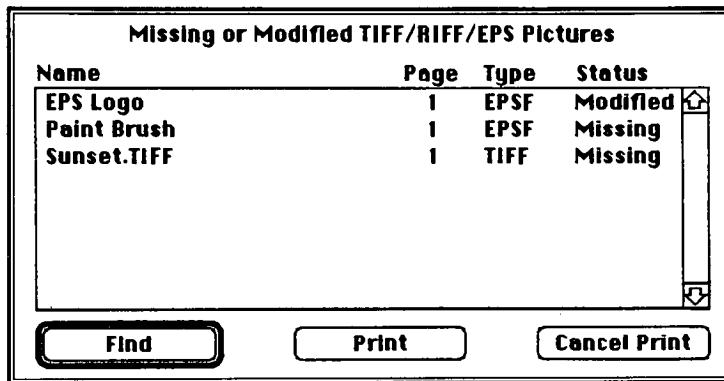 Missing or Modified TIFF/RIFF/EPS Pictures
Name Page Type Status
EPS Logo 1 EPSF Modified
Paint Brush 1 EPSF Missing
Sunset.TIFF 1 TIFF Missing
Find Print Cancel Print